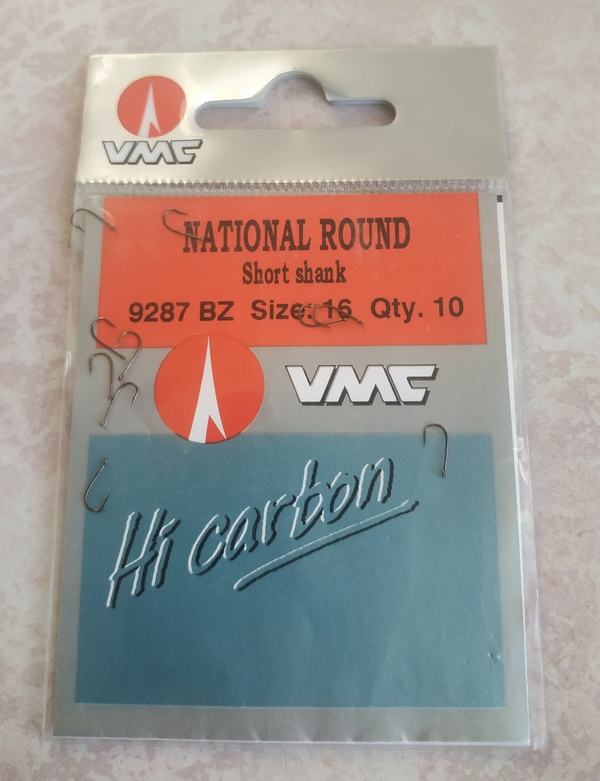 VMC
NATIONAL ROUND
Short shank
9287 BZ Size: 16 Qty. 10
VMC
Hi carbon